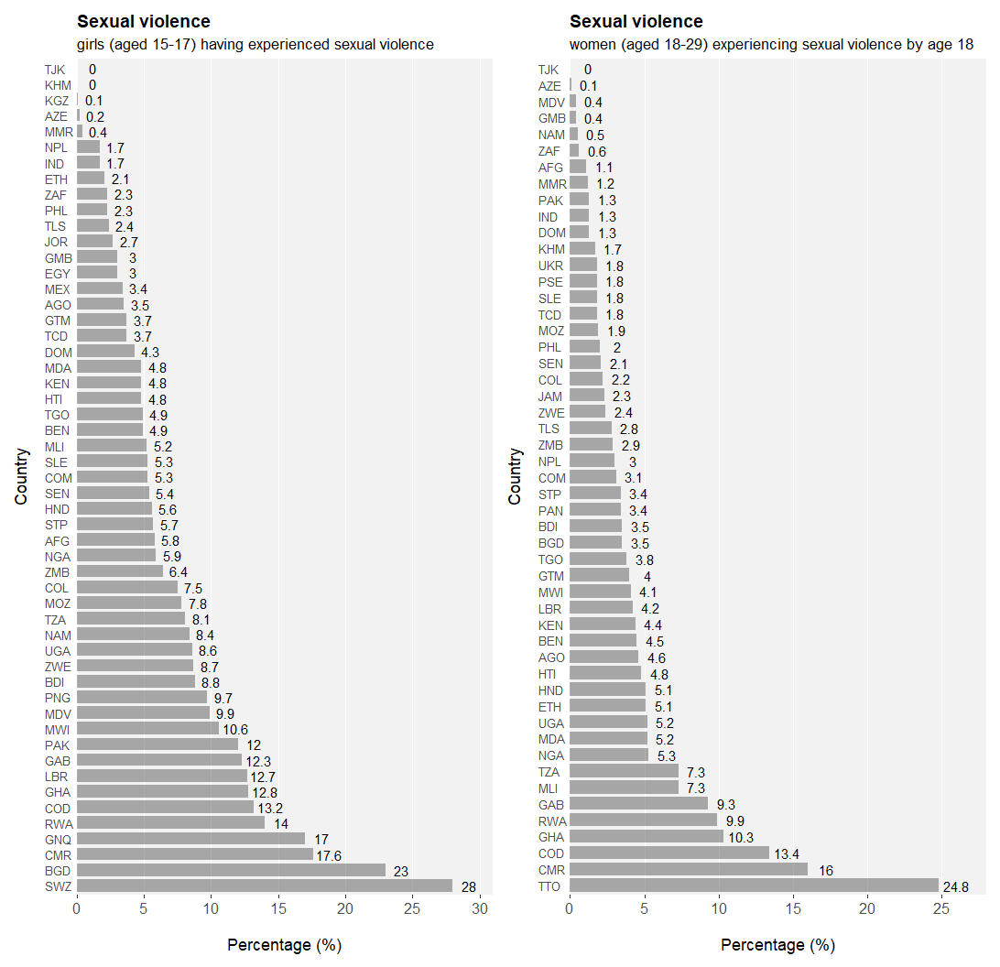 Sexual violence
girls (aged 15-17) having experienced sexual violence
TJK 0
KHM 0
KGZ 0.1
AZE 0.2
MMR 0.4
NPL 1.7
IND 1.7
ETH 2.1
ZAF 2.3
PHL 2.3
TLS 2.4
JOR 2.7
GMB 3
EGY 3
MEX 3.4
AGO 3.5
GTM 3.7
TCD 3.7
DOM 4.3
MDA 4.8
KEN 4.8
HTI 4.8
TGO 4.9
BEN 4.9
MLI 5.2
SLE 5.3
COM 5.3
SEN 5.4
HND 5.6
STP 5.7
AFG 5.8
NGA 5.9
ZMB 6.4
COL 7.5
MOZ 7.8
TZA 8.1
NAM 8.4
UGA 8.6
ZWE 8.7
BDI 8.8
PNG 9.7
MDV 9.9
MWI 10.6
PAK 12
GAB 12.3
LBR 12.7
GHA 12.8
COD 13.2
RWA 14
GNQ 17
CMR 17.6
BGD 23
SWZ 28
0 5 10 15 20 25 30
Percentage (%)
Country
Sexual violence
women (aged 18-29) experiencing sexual violence by age 18
TJK 0
AZE 0.1
MDV 0.4
GMB 0.4
NAM 0.5
ZAF 0.6
AFG 1.1
MMR 1.2
PAK 1.3
IND 1.3
DOM 1.3
KHM 1.7
UKR 1.8
PSE 1.8
SLE 1.8
TCD 1.8
MOZ 1.9
PHL 2
SEN 2.1
COL 2.2
JAM 2.3
ZWE 2.4
TLS 2.8
ZMB 2.9
NPL 3
COM 3.1
STP 3.4
PAN 3.4
BDI 3.5
BGD 3.5
TGO 3.8
GTM 4
MWI 4.1
LBR 4.2
KEN 4.4
BEN 4.5
AGO 4.6
HTI 4.8
HND 5.1
ETH 5.1
UGA 5.2
MDA 5.2
NGA 5.3
TZA 7.3
MLI 7.3
GAB 9.3
RWA 9.9
GHA 10.3
COD 13.4
CMR 16
TTO 24.8
0 5 10 15 20 25
Percentage (%)
Country